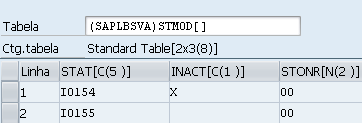 Tabela (SAPLBSVA)STMOD[]
Ctg.tabela Standard Table[2x3(8)]
Linha STAT[C(5 )] INACT[C(1 )] STONR[N(2 )]
1 I0154 X 00
2 I0155 00